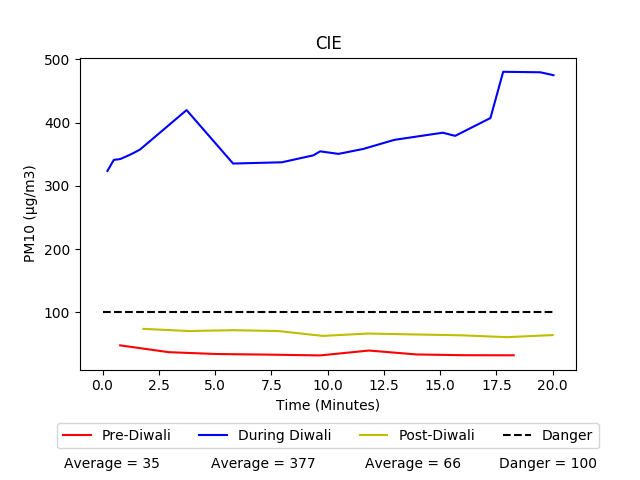 CIE
500
400
300
200
100
PM10 (µg/m3)
0.0 2.5 5.0 7.5 10.0 12.5 15.0 17.5 20.0
Time (Minutes)
Pre-Diwali During Diwali Post-Diwali Danger
Average = 35 Average = 377 Average = 66 Danger = 100